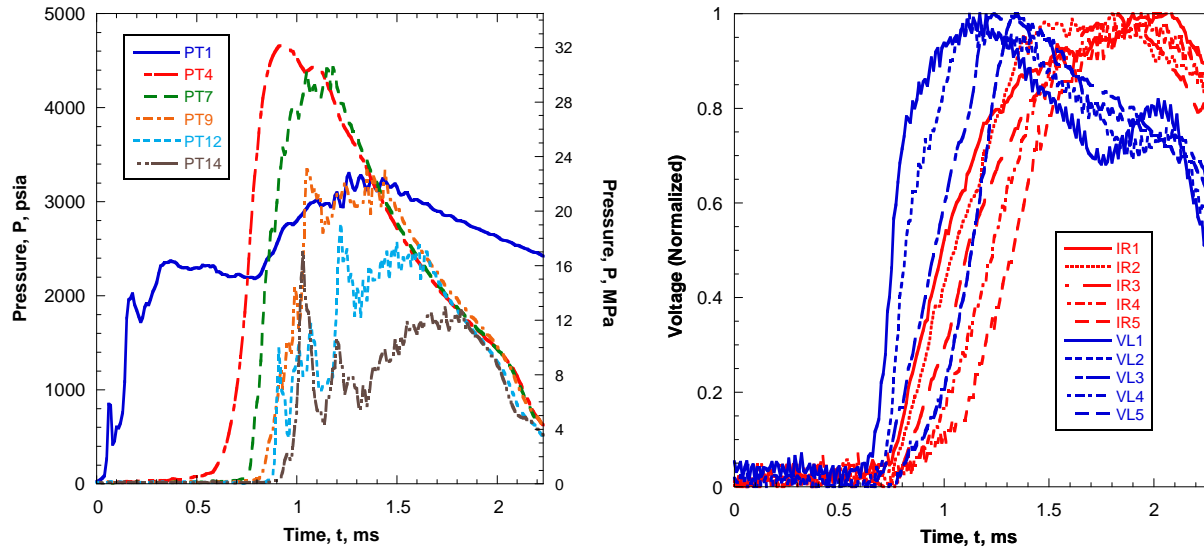 5000
4000
3000
2000
1000
0
Pressure, P, psia
PT1
PT4
PT7
PT9
PT12
PT14
32
28
24
20
16
12
8
4
0
Pressure, P, MPa
0
0.5
1
1.5
2
Time, t, ms
1
0.8
0.6
0.4
0.2
0
Voltage (Normalized)
IR1
IR2
IR3
IR4
IR5
VL1
VL2
VL3
VL4
VL5
0
0.5
1
1.5
2
Time, t, ms